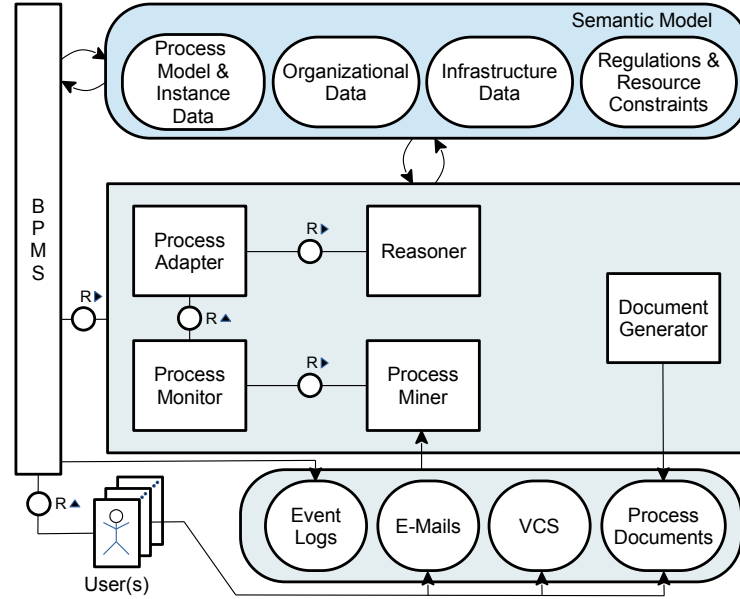 Semantic Model
Process
Model &
Instance
Data
Organizational
Data
Infrastructure
Data
Regulations &
Resource
Constraints
B
P
M
S
Process
Adapter
R
Reasoner
R
R
Document
Generator
Process
Monitor
R
Process
Miner
R
Event
Logs
E-Mails
VCS
Process
Documents
User(s)